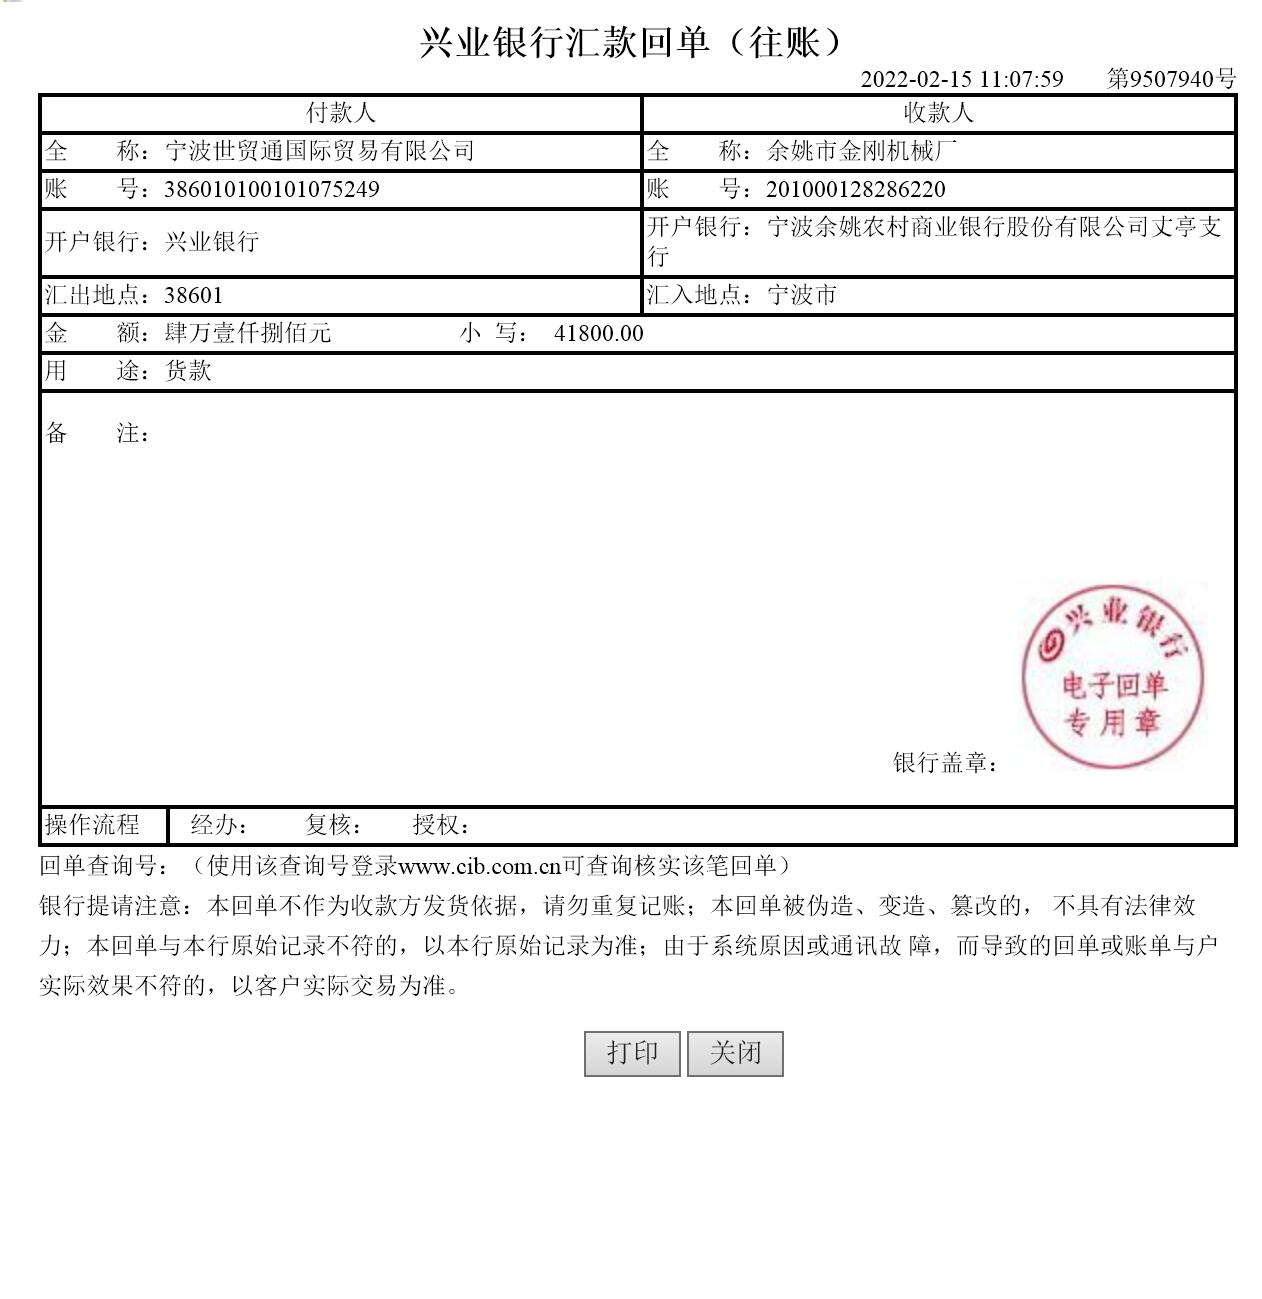 兴业银行汇款回单（往账）
2022-02-15 11:07:59 第9507940号
付款人 收款人
全 称：宁波世贸通国际贸易有限公司 全 称：余姚市金刚机械厂
账 号：386010100101075249 账 号：201000128286220
开户银行：兴业银行 开户银行：宁波余姚农村商业银行股份有限公司丈亭支
行
汇出地点：38601 汇入地点：宁波市
金 额：肆万壹仟捌佰元 小 写： 41800.00
用 途：货款
备 注：
兴业银行
电子回单
专用章
银行盖章：
操作流程 经办： 复核： 授权：
回单查询号：（使用该查询号登录www.cib.com.cn可查询核实该笔回单）
银行提请注意：本回单不作为收款方发货依据，请勿重复记账；本回单被伪造、变造、篡改的， 不具有法律效
力；本回单与本行原始记录不符的，以本行原始记录为准；由于系统原因或通讯故 障，而导致的回单或账单与户
实际效果不符的，以客户实际交易为准。
打印 关闭